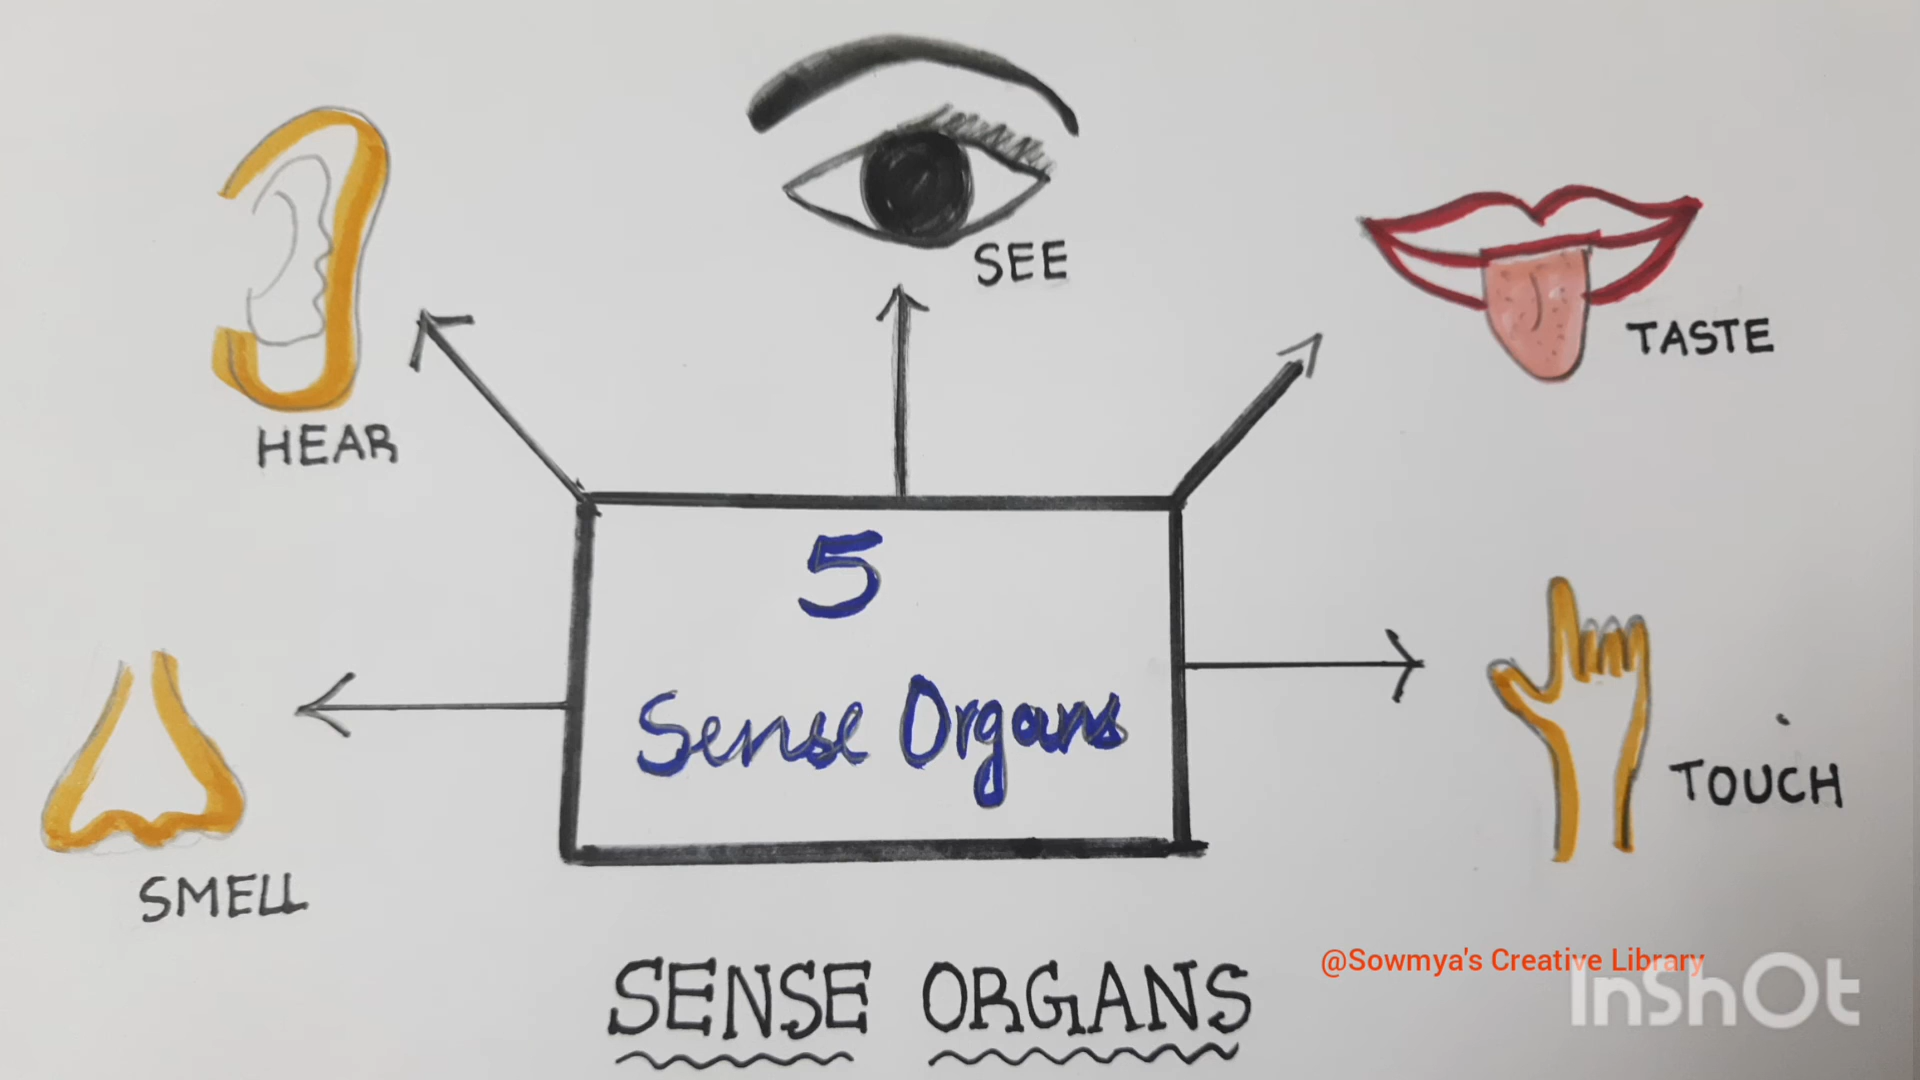 SEE
TASTE
HEAR
5
Sense Organs
TOUCH
SMELL
@Sowmya's Creative Library
InShOt
SENSE ORGANS